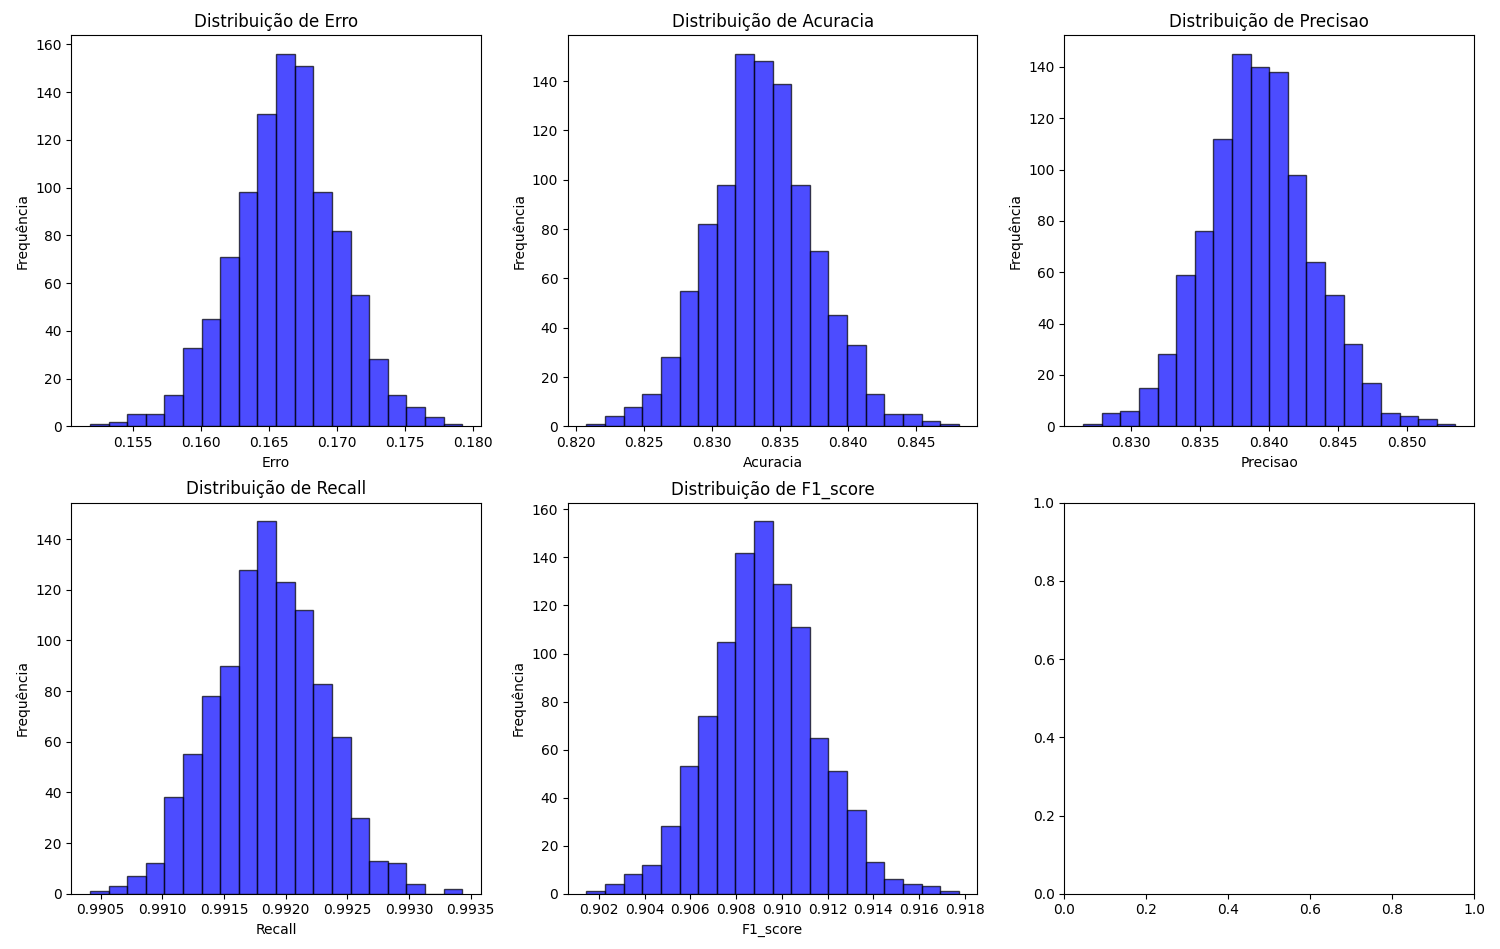 Distribuição de Erro
160
140
120
100
80
60
40
20
0
Frequência
0.155 0.160 0.165 0.170 0.175 0.180
Erro
Distribuição de Acuracia
140
120
100
80
60
40
20
0
Frequência
0.820 0.825 0.830 0.835 0.840 0.845
Acuracia
Distribuição de Precisao
140
120
100
80
60
40
20
0
Frequência
0.830 0.835 0.840 0.845 0.850
Precisao
Distribuição de Recall
140
120
100
80
60
40
20
0
Frequência
0.9905 0.9910 0.9915 0.9920 0.9925 0.9930 0.9935
Recall
Distribuição de F1_score
160
140
120
100
80
60
40
20
0
Frequência
0.902 0.904 0.906 0.908 0.910 0.912 0.914 0.916 0.918
F1_score
1.0
0.8
0.6
0.4
0.2
0.0
0.0 0.2 0.4 0.6 0.8 1.0